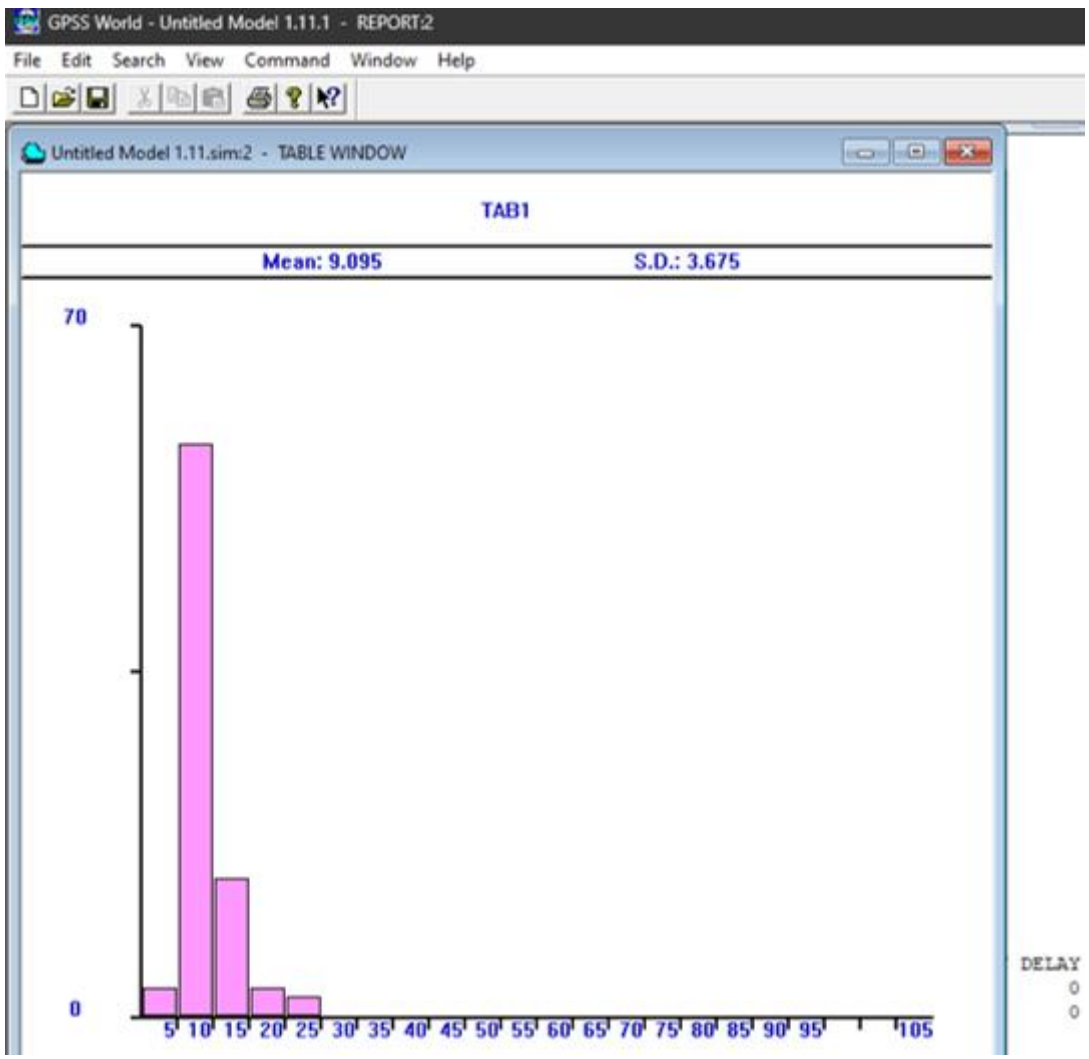 GPSS World - Untitled Model 1.11.1 - REPORT:2
File Edit Search View Command Window Help
Untitled Model 1.11.sim:2 - TABLE WINDOW
TAB1
Mean: 9.095 S.D.: 3.675
70
0
5 10 15 20 25 30 35 40 45 50 55 60 65 70 75 80 85 90 95 105
DELAY
0
0